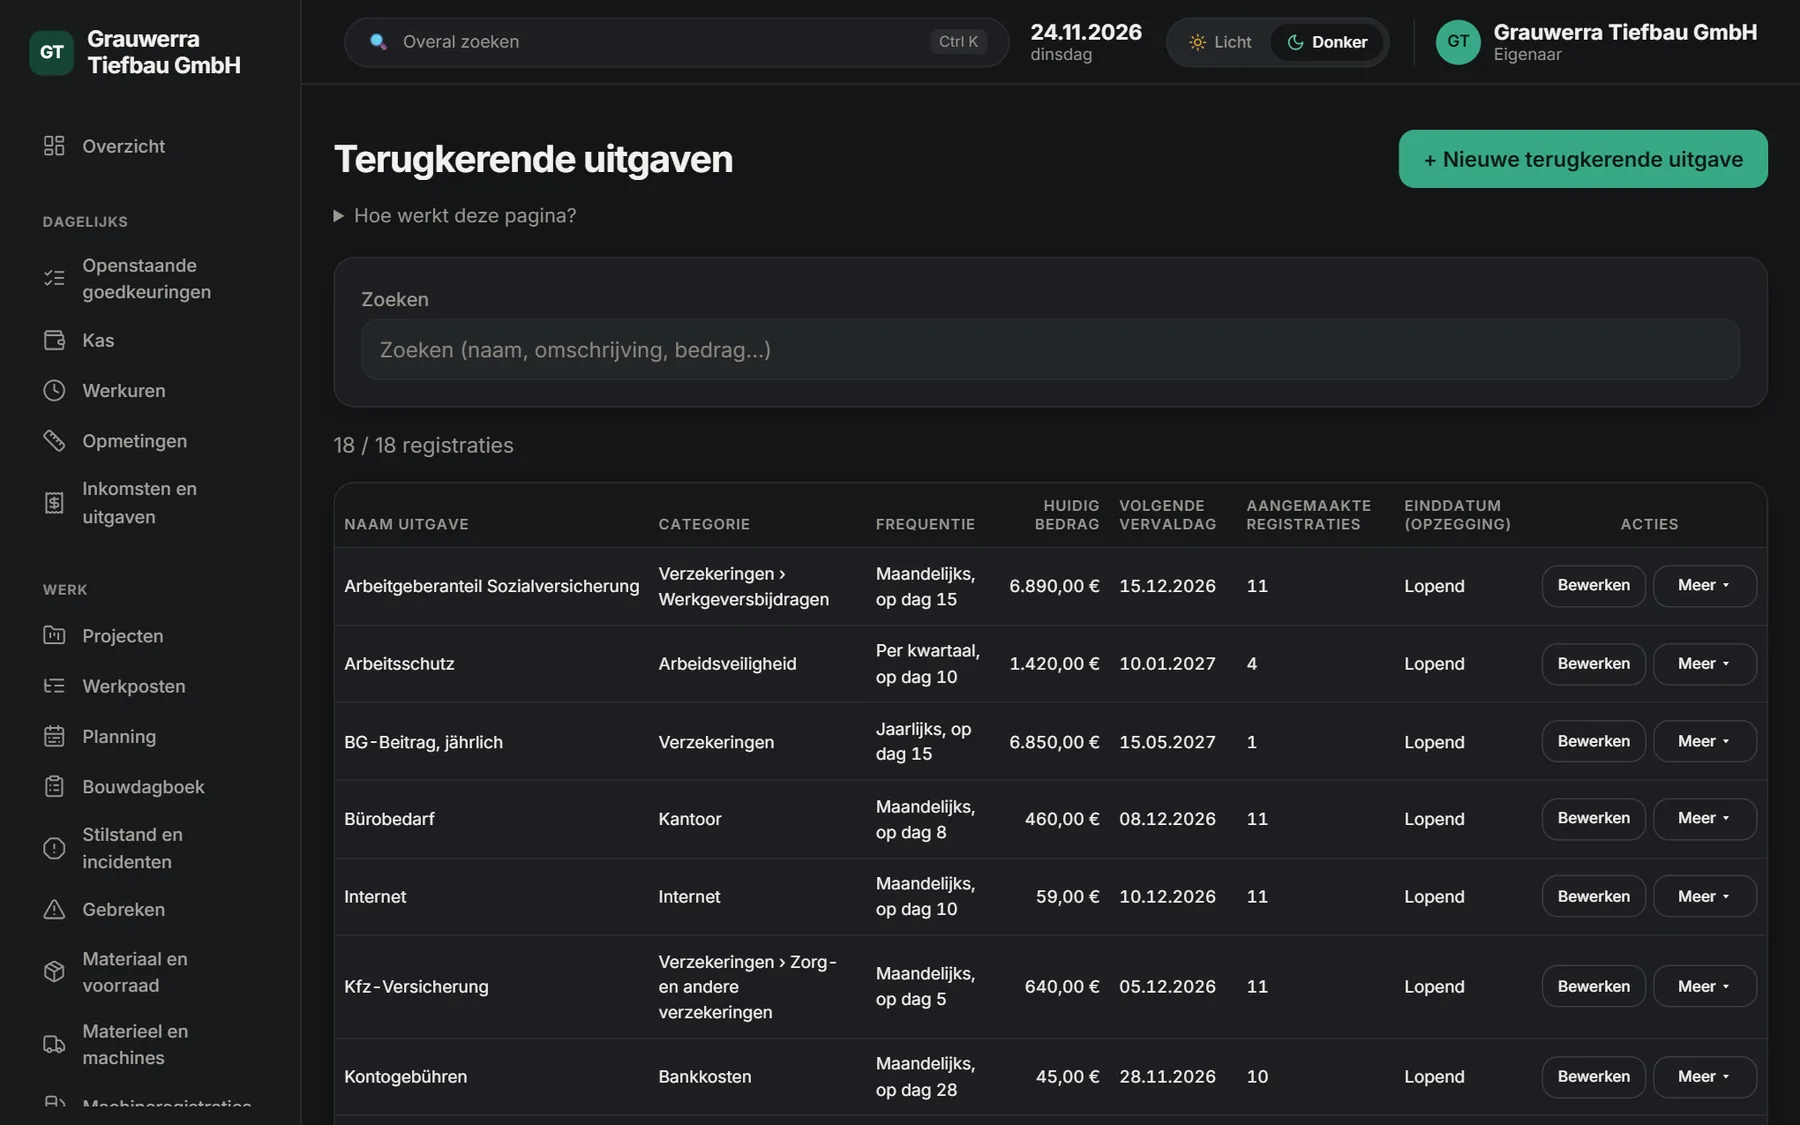 GT
Grauwerra
Tiefbau GmbH
Overzicht
DAGELIJKS
Openstaande
goedkeuringen
Kas
Werkuren
Opmetingen
Inkomsten en
uitgaven
WERK
Projecten
Werkposten
Planning
Bouwdagboek
Stilstand en
incidenten
Gebreken
Materiaal en
voorraad
Materieel en
machines
Machineregistraties
Overal zoeken
Ctrl K
24.11.2026
dinsdag
Licht
Donker
GT
Grauwerra Tiefbau GmbH
Eigenaar
Terugkerende uitgaven
+ Nieuwe terugkerende uitgave
Hoe werkt deze pagina?
Zoeken
Zoeken (naam, omschrijving, bedrag...)
18 / 18 registraties
NAAM UITGAVE CATEGORIE FREQUENTIE HUIDIG BEDRAG VOLGENDE VERVALDAG AANGEMAAKTE REGISTRATIES EINDDATUM (OPZEGGING) ACTIES
Arbeitgeberanteil Sozialversicherung Verzekeringen › Werkgeversbijdragen Maandelijks, op dag 15 6.890,00 € 15.12.2026 11 Lopend Bewerken Meer
Arbeitsschutz Arbeidsveiligheid Per kwartaal, op dag 10 1.420,00 € 10.01.2027 4 Lopend Bewerken Meer
BG-Beitrag, jährlich Verzekeringen Jaarlijks, op dag 15 6.850,00 € 15.05.2027 1 Lopend Bewerken Meer
Bürobedarf Kantoor Maandelijks, op dag 8 460,00 € 08.12.2026 11 Lopend Bewerken Meer
Internet Internet Maandelijks, op dag 10 59,00 € 10.12.2026 11 Lopend Bewerken Meer
Kfz-Versicherung Verzekeringen › Zorg- en andere verzekeringen Maandelijks, op dag 5 640,00 € 05.12.2026 11 Lopend Bewerken Meer
Kontogebühren Bankkosten Maandelijks, op dag 28 45,00 € 28.11.2026 10 Lopend Bewerken Meer